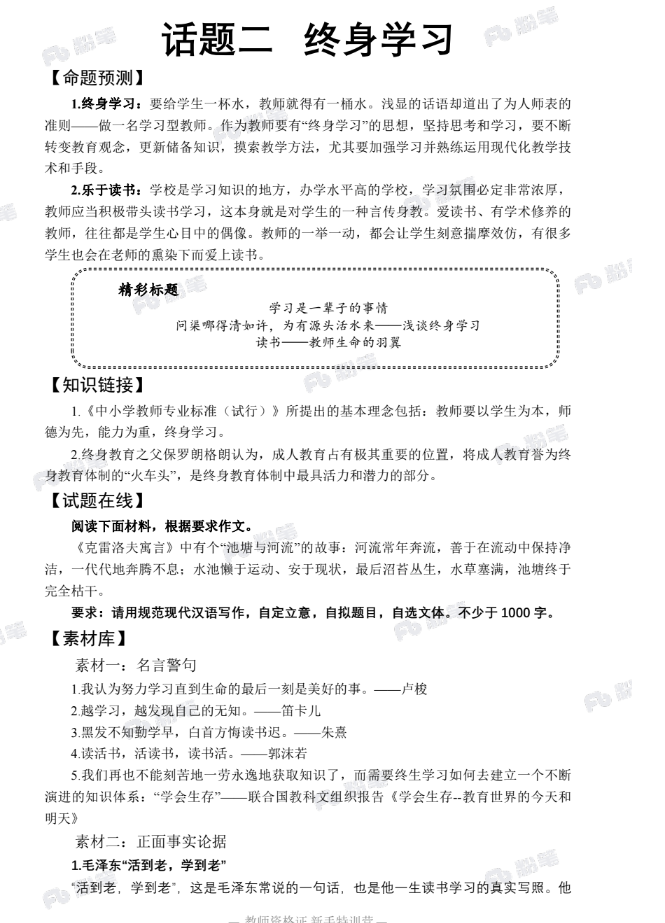 话题二 终身学习
【命题预测】
1.终身学习：要给学生一杯水，教师就得有一桶水。浅显的话语却道出了为人师表的
准则——做一名学习型教师。作为教师要有“终身学习”的思想，坚持思考和学习，要不断
转变教育观念，更新储备知识，摸索教学方法，尤其要加强学习并熟练运用现代化教学技
术和手段。
2.乐于读书：学校是学习知识的地方，办学水平高的学校，学习氛围必定非常浓厚，
教师应当积极带头读书学习，这本身就是对学生的一种言传身教。爱读书、有学术修养的
教师，往往都是学生心目中的偶像。教师的一举一动，都会让学生刻意揣摩效仿，有很多
学生也会在老师的熏染下而爱上读书。
精彩标题
学习是一辈子的事情
问渠哪得清如许，为有源头活水来——浅谈终身学习
读书——教师生命的羽翼
【知识链接】
1.《中小学教师专业标准（试行）》所提出的基本理念包括：教师要以学生为本，师
德为先，能力为重，终身学习。
2.终身教育之父保罗朗格朗认为，成人教育占有极其重要的位置，将成人教育誉为终
身教育体制的“火车头”，是终身教育体制中最具活力和潜力的部分。
【试题在线】
阅读下面材料，根据要求作文。
《克雷洛夫寓言》中有个“池塘与河流”的故事：河流常年奔流，善于在流动中保持净
洁，一代代地奔腾不息；水池懒于运动、安于现状，最后沼苔丛生，水草塞满，池塘终于
完全枯干。
要求：请用规范现代汉语写作，自定立意，自拟题目，自选文体。不少于 1000 字。
【素材库】
素材一：名言警句
1.我认为努力学习直到生命的最后一刻是美好的事。——卢梭
2.越学习，越发现自己的无知。——笛卡儿
3.黑发不知勤学早，白首方悔读书迟。——朱熹
4.读活书，活读书，读书活。——郭沫若
5.我们再也不能刻苦地一劳永逸地获取知识了，而需要终生学习如何去建立一个不断
演进的知识体系：“学会生存”——联合国教科文组织报告《学会生存--教育世界的今天和
明天》
素材二：正面事实论据
1.毛泽东“活到老，学到老”
“活到老，学到老”，这是毛泽东常说的一句话，也是他一生读书学习的真实写照。他
— 教师资格证 新手特训营 —